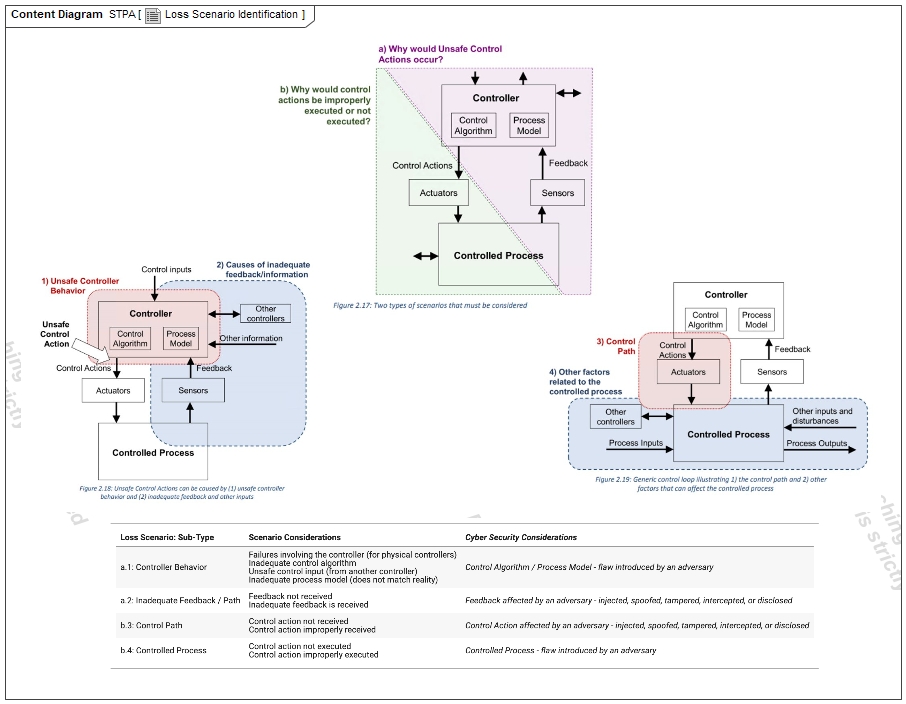 Content Diagram STPA [ Loss Scenario Identification ]
a) Why would Unsafe Control
Actions occur?
b) Why would control
actions be improperly
executed or not
executed?
Controller
Control
Algorithm
Process
Model
Control Actions
Feedback
Actuators
Sensors
Controlled Process
Figure 2.17: Two types of scenarios that must be considered
1) Unsafe Controller
Behavior
2) Causes of inadequate
feedback/information
Control inputs
Unsafe
Control
Action
Controller
Control
Algorithm
Process
Model
Other
controllers
Other information
Control Actions
Feedback
Actuators
Sensors
Controlled Process
Figure 2.18: Unsafe Control Actions can be caused by (1) unsafe controller
behavior and (2) inadequate feedback and other inputs
Controller
Control
Algorithm
Process
Model
3) Control
Path
Control
Actions
Feedback
Actuators
Sensors
4) Other factors
related to the
controlled process
Other
controllers
Controlled Process
Other inputs and
disturbances
Process Inputs
Process Outputs
Figure 2.19: Generic control loop illustrating 1) the control path and 2) other
factors that can affect the controlled process
Loss Scenario: Sub-Type Scenario Considerations Cyber Security Considerations
a.1: Controller Behavior
Failures involving the controller (for physical controllers)
Inadequate control algorithm
Unsafe control input (from another controller)
Inadequate process model (does not match reality)
Control Algorithm / Process Model - flaw introduced by an adversary
a.2: Inadequate Feedback / Path
Feedback not received
Inadequate feedback is received
Feedback affected by an adversary - injected, spoofed, tampered, intercepted, or disclosed
b.3: Control Path
Control action not received
Control action improperly received
Control Action affected by an adversary - injected, spoofed, tampered, intercepted, or disclosed
b.4: Controlled Process
Control action not executed
Control action improperly executed
Controlled Process - flaw introduced by an adversary
is strictly